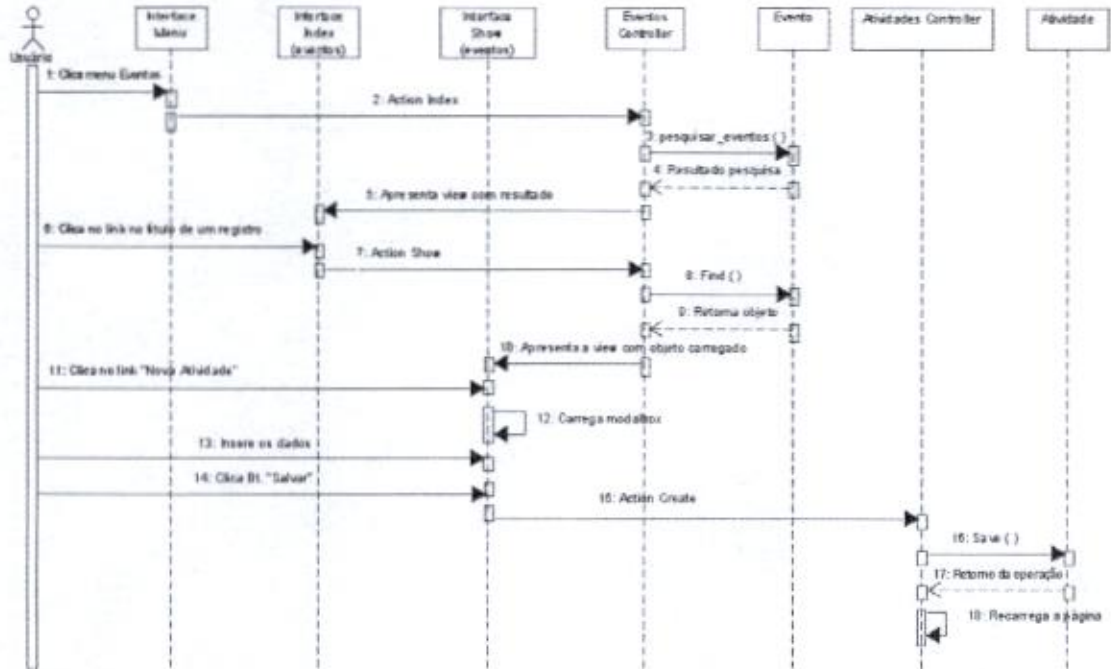 Usuário
Interface
Menu
Interface
Index
(eventos)
Interface
Show
(eventos)
Eventos
Controller
Evento
Atividades Controller
Atividade
1: Clica menu Eventos
2: Action Index
3: pesquisar_eventos ( )
4: Resultado pesquisa
5: Apresenta view com resultado
6: Clica no link no título de um registro
7: Action Show
8: Find ( )
9: Retorna objeto
10: Apresenta a view com objeto carregado
11: Clica no link "Nova Atividade"
12: Carrega modalbox
13: Insere os dados
14: Clica Bt. "Salvar"
15: Action Create
16: Save ( )
17: Retorno da operação
18: Recarrega a página